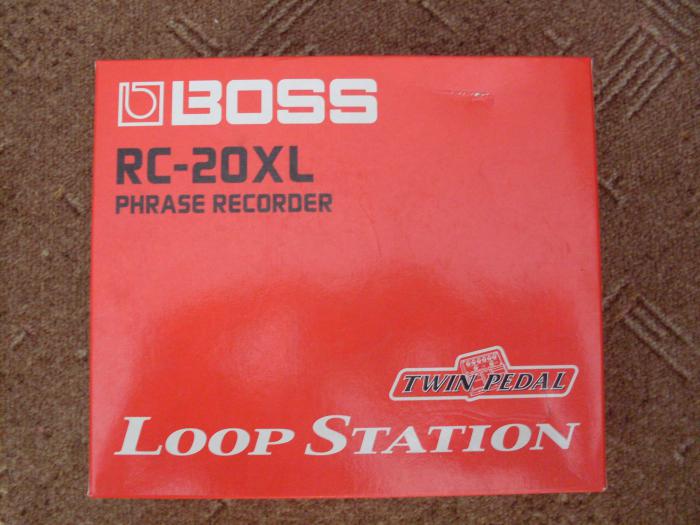 BOSS
RC-20XL
PHRASE RECORDER
TWIN PEDAL
LOOP STATION